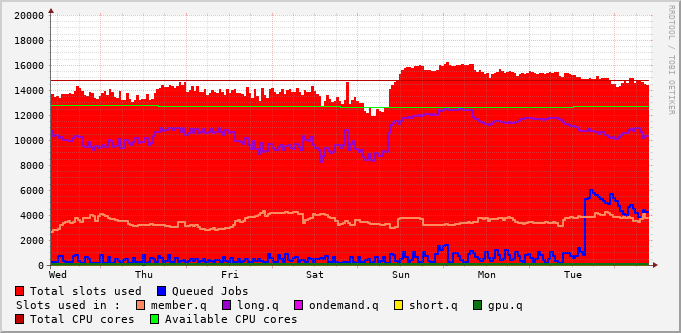 RRDTOOL / TOBI OETIKER
20000
18000
16000
14000
12000
10000
8000
6000
4000
2000
0
Wed Thu Fri Sat Sun Mon Tue
Total slots used Queued Jobs
Slots used in : member.q long.q ondemand.q short.q gpu.q
Total CPU cores Available CPU cores